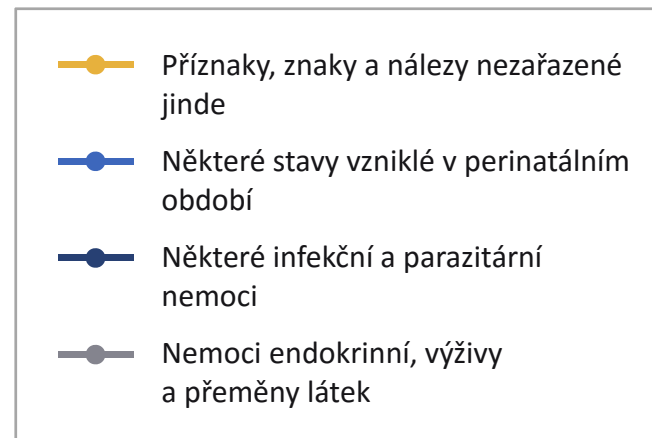 Příznaky, znaky a nálezy nezařazené
jinde
Některé stavy vzniklé v perinatálním
období
Některé infekční a parazitární
nemoci
Nemoci endokrinní, výživy
a přeměny látek